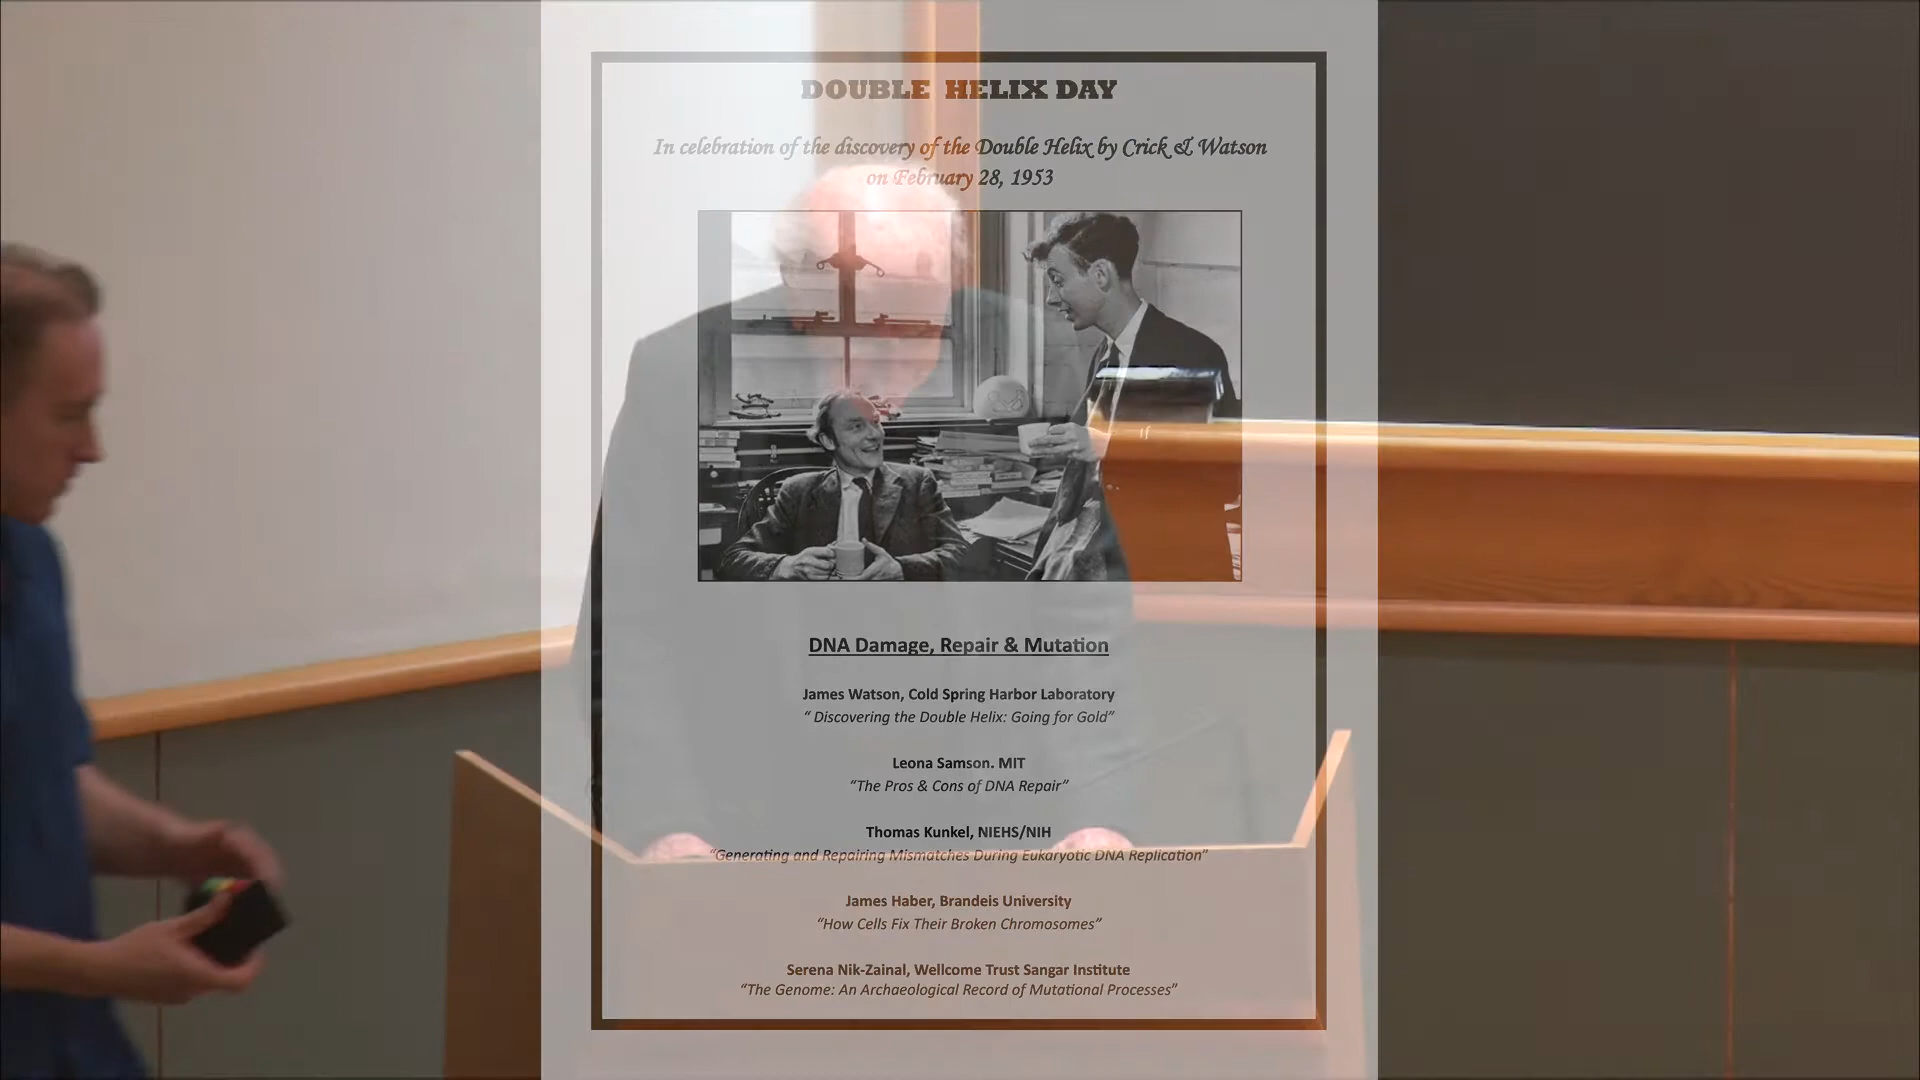 DOUBLE HELIX DAY
In celebration of the discovery of the Double Helix by Crick & Watson
on February 28, 1953
DNA Damage, Repair & Mutation
James Watson, Cold Spring Harbor Laboratory
“ Discovering the Double Helix: Going for Gold”
Leona Samson. MIT
“The Pros & Cons of DNA Repair”
Thomas Kunkel, NIEHS/NIH
“Generating and Repairing Mismatches During Eukaryotic DNA Replication”
James Haber, Brandeis University
“How Cells Fix Their Broken Chromosomes”
Serena Nik-Zainal, Wellcome Trust Sangar Institute
“The Genome: An Archaeological Record of Mutational Processes”